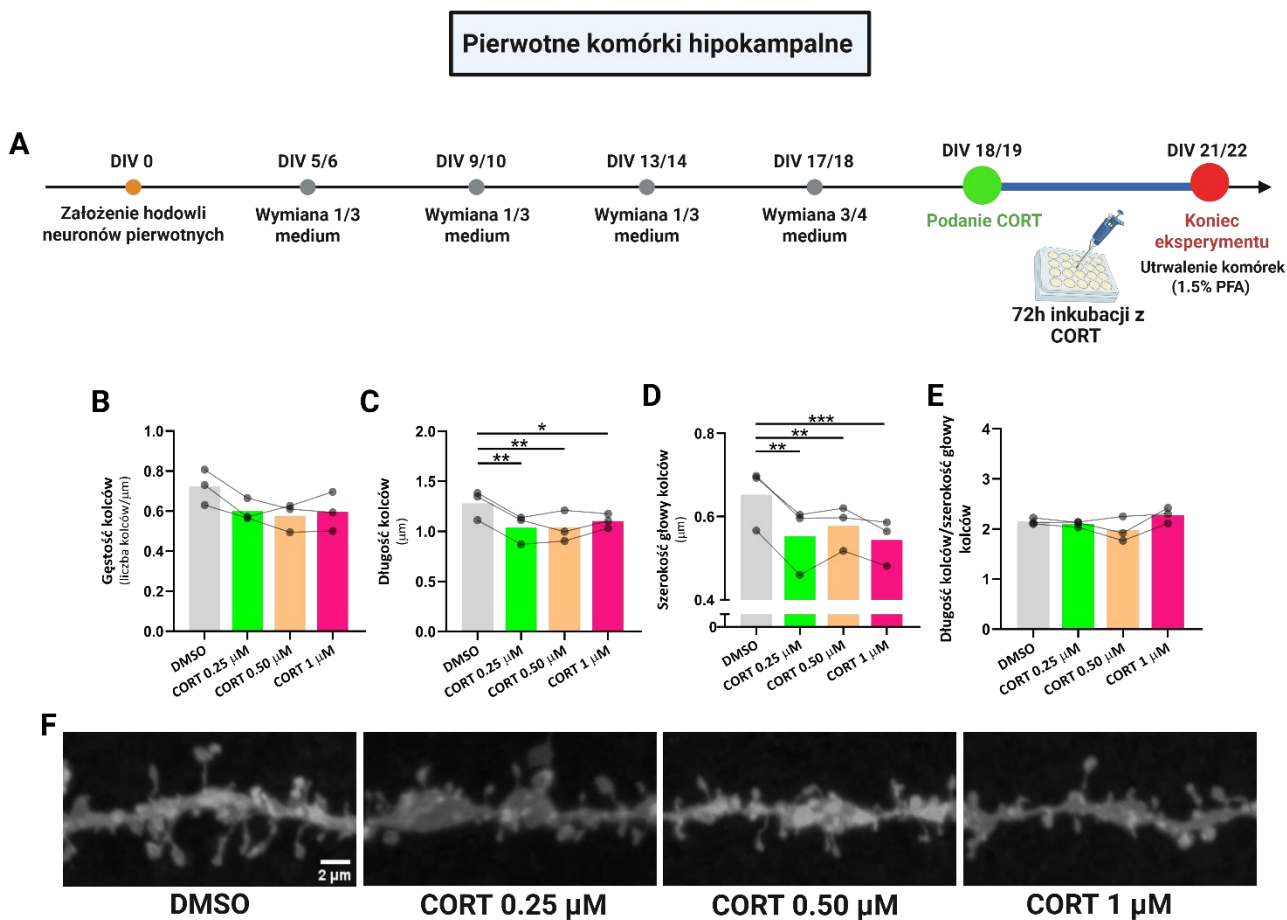 Pierwotne komórki hipokampalne
A
DIV 0
DIV 5/6
DIV 9/10
DIV 13/14
DIV 17/18
DIV 18/19
DIV 21/22
Założenie hodowli
neuronów pierwotnych
Wymiana 1/3
medium
Wymiana 1/3
medium
Wymiana 1/3
medium
Wymiana 3/4
medium
Podanie CORT
Koniec
eksperymentu
Utrwalenie komórek
(1.5% PFA)
72h inkubacji z
CORT
B
Gęstość kolców
(liczba kolców/μm)
1.0
0.8
0.6
0.4
0.2
0.0
DMSO
CORT 0.25 μM
CORT 0.50 μM
CORT 1 μM
C
Długość kolców
(μm)
2.0
1.5
1.0
0.5
0.0
*
**
**
DMSO
CORT 0.25 μM
CORT 0.50 μM
CORT 1 μM
D
Szerokość głowy kolców
(μm)
0.8
0.6
0.4
0
***
**
**
DMSO
CORT 0.25 μM
CORT 0.50 μM
CORT 1 μM
E
Długość kolców/szerokość głowy
kolców
4
3
2
1
0
DMSO
CORT 0.25 μM
CORT 0.50 μM
CORT 1 μM
F
2 μm
DMSO
CORT 0.25 μM
CORT 0.50 μM
CORT 1 μM